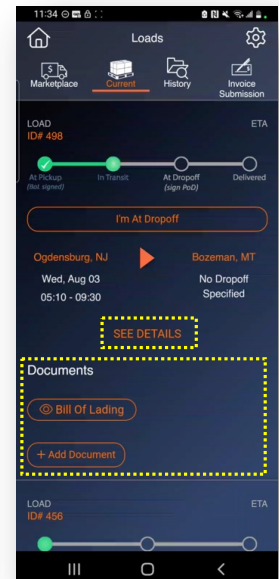 11:34
Loads
Marketplace
Current
History
Invoice
Submission
LOAD
ETA
ID# 498
At Pickup
(Bol signed)
In Transit
At Dropoff
(sign PoD)
Delivered
I'm At Dropoff
Ogdensburg, NJ
Bozeman, MT
Wed, Aug 03
05:10 - 09:30
No Dropoff
Specified
SEE DETAILS
Documents
Bill Of Lading
+ Add Document
LOAD
ETA
ID# 456